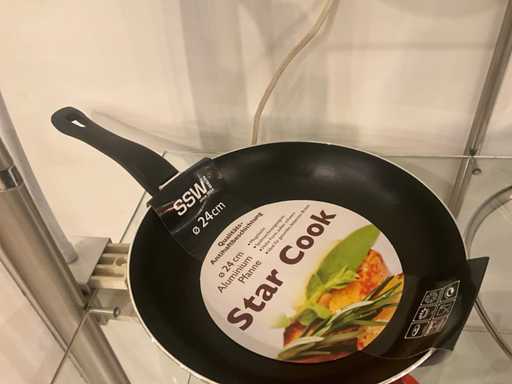 SSW
ø 24cm
Qualitäts-
Antihaftbeschichtung
ø 24 cm
Aluminium
Pfanne
Star Cook